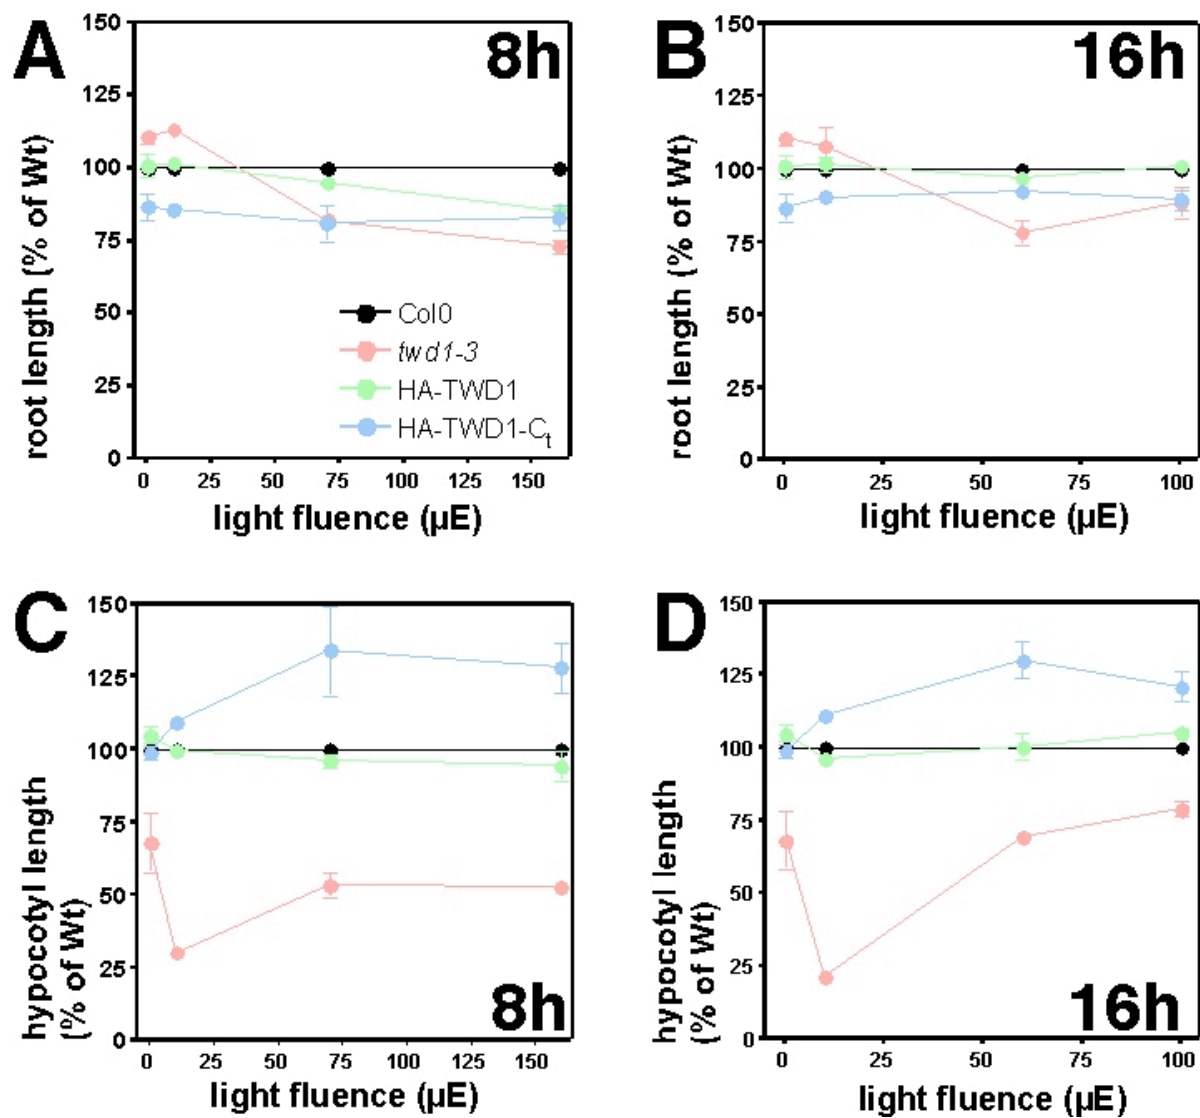 A
8h
150
125
100
75
50
25
0
root length (% of Wt)
Col0
twd1-3
HA-TWD1
HA-TWD1-Ct
0 25 50 75 100 125 150
light fluence (µE)
B
16h
150
125
100
75
50
25
0
root length (% of Wt)
0 25 50 75 100
light fluence (µE)
C
8h
150
125
100
75
50
25
0
hypocotyl length
(% of Wt)
0 25 50 75 100 125 150
light fluence (µE)
D
16h
150
125
100
75
50
25
0
hypocotyl length
(% of Wt)
0 25 50 75 100
light fluence (µE)